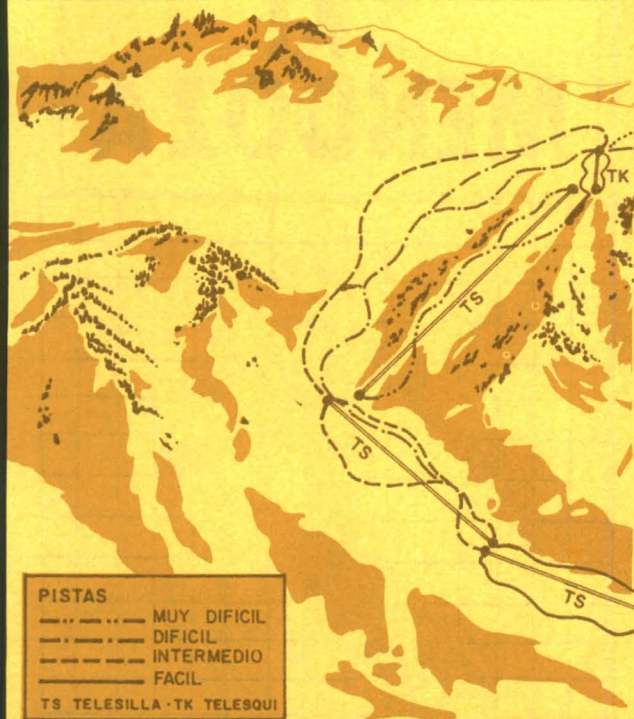 TK
TS
TS
TS
PISTAS
MUY DIFICIL
DIFICIL
INTERMEDIO
FACIL
TS TELESILLA · TK TELESQUI